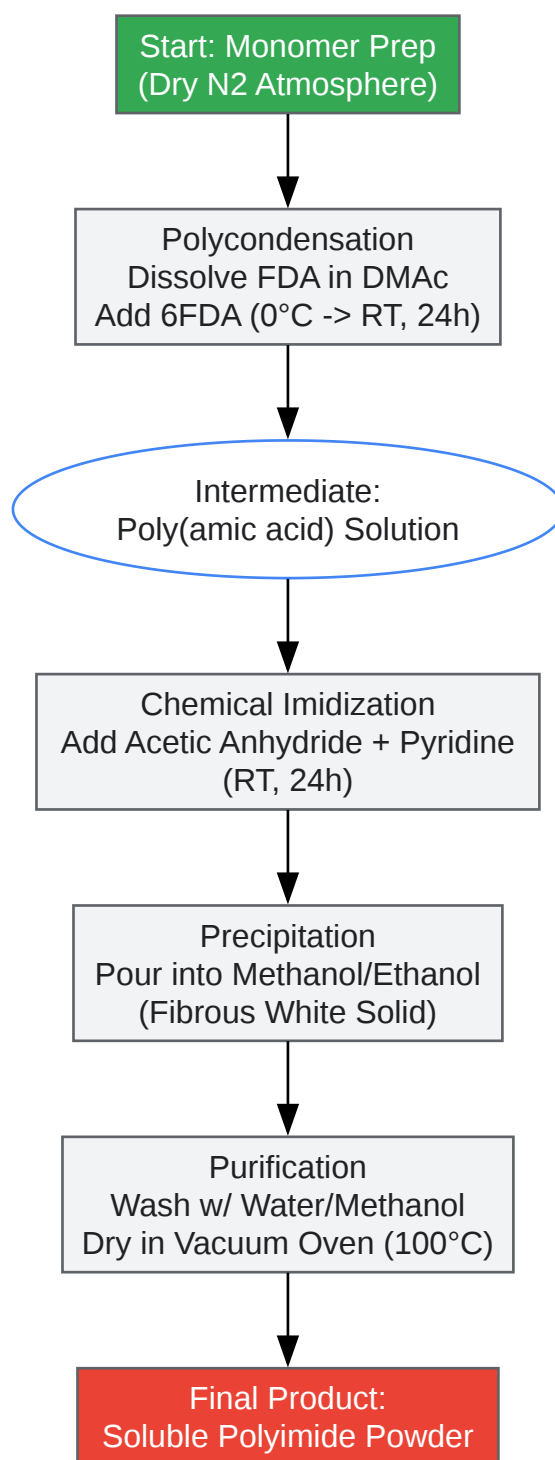 Start: Monomer Prep
(Dry N2 Atmosphere)
Polycondensation
Dissolve FDA in DMAc
Add 6FDA (0°C -> RT, 24h)
Intermediate:
Poly(amic acid) Solution
Chemical Imidization
Add Acetic Anhydride + Pyridine
(RT, 24h)
Precipitation
Pour into Methanol/Ethanol
(Fibrous White Solid)
Purification
Wash w/ Water/Methanol
Dry in Vacuum Oven (100°C)
Final Product:
Soluble Polyimide Powder